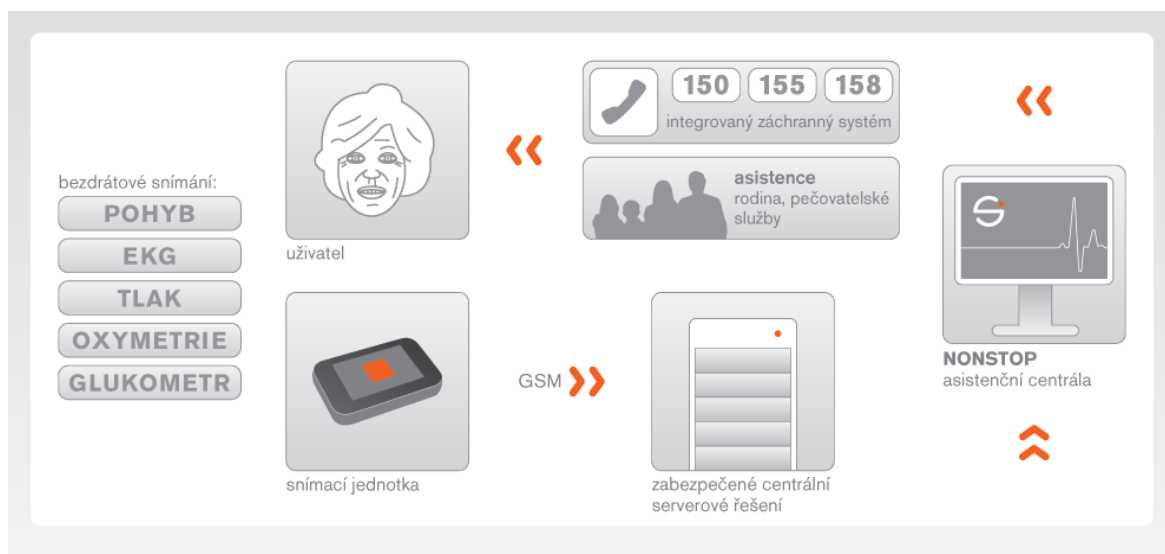 bezdrátové snímání:
POHYB
EKG
TLAK
OXYMETRIE
GLUKOMETR
uživatel
150 155 158
integrovaný záchranný systém
asistence
rodina, pečovatelské
služby
snímací jednotka
GSM
zabezpečené centrální
serverové řešení
NONSTOP
asistenční centrála